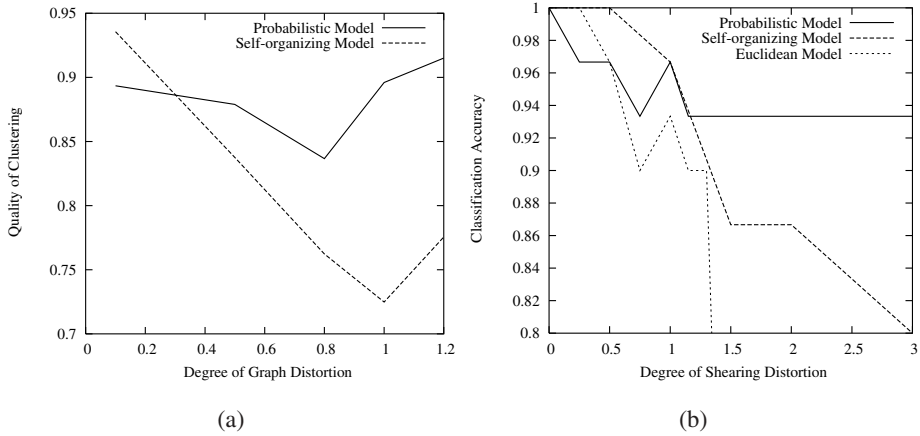 Probabilistic Model
Self-organizing Model
Quality of Clustering
0.95
0.9
0.85
0.8
0.75
0.7
0 0.2 0.4 0.6 0.8 1 1.2
Degree of Graph Distortion
(a)
Probabilistic Model
Self-organizing Model
Euclidean Model
Classification Accuracy
1
0.98
0.96
0.94
0.92
0.9
0.88
0.86
0.84
0.82
0.8
0 0.5 1 1.5 2 2.5 3
Degree of Shearing Distortion
(b)